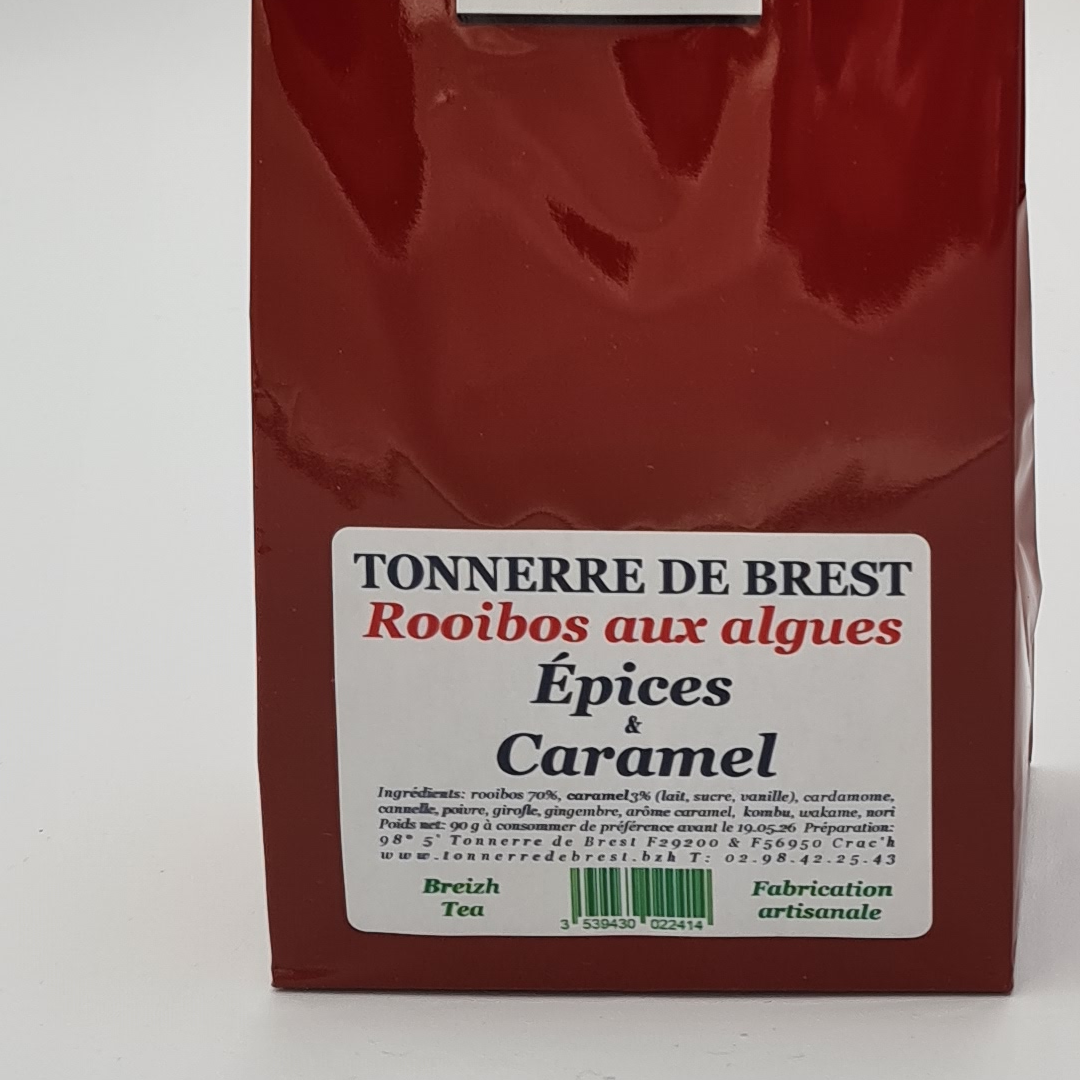 TONNERRE DE BREST
Rooibos aux algues
Épices
&
Caramel
Ingrédients: rooibos 70%, caramel 3% (lait, sucre, vanille), cardamome,
cannelle, poivre, girofle, gingembre, arôme caramel, kombu, wakame, nori
Poids net: 90 g à consommer de préférence avant le 19.05.26 Préparation:
98° 5' Tonnerre de Brest F29200 & F56950 Crac'h
www.tonnerredebrest.bzh T: 02.98.42.25.43
Breizh
Tea
Fabrication
artisanale
3 539430 022414